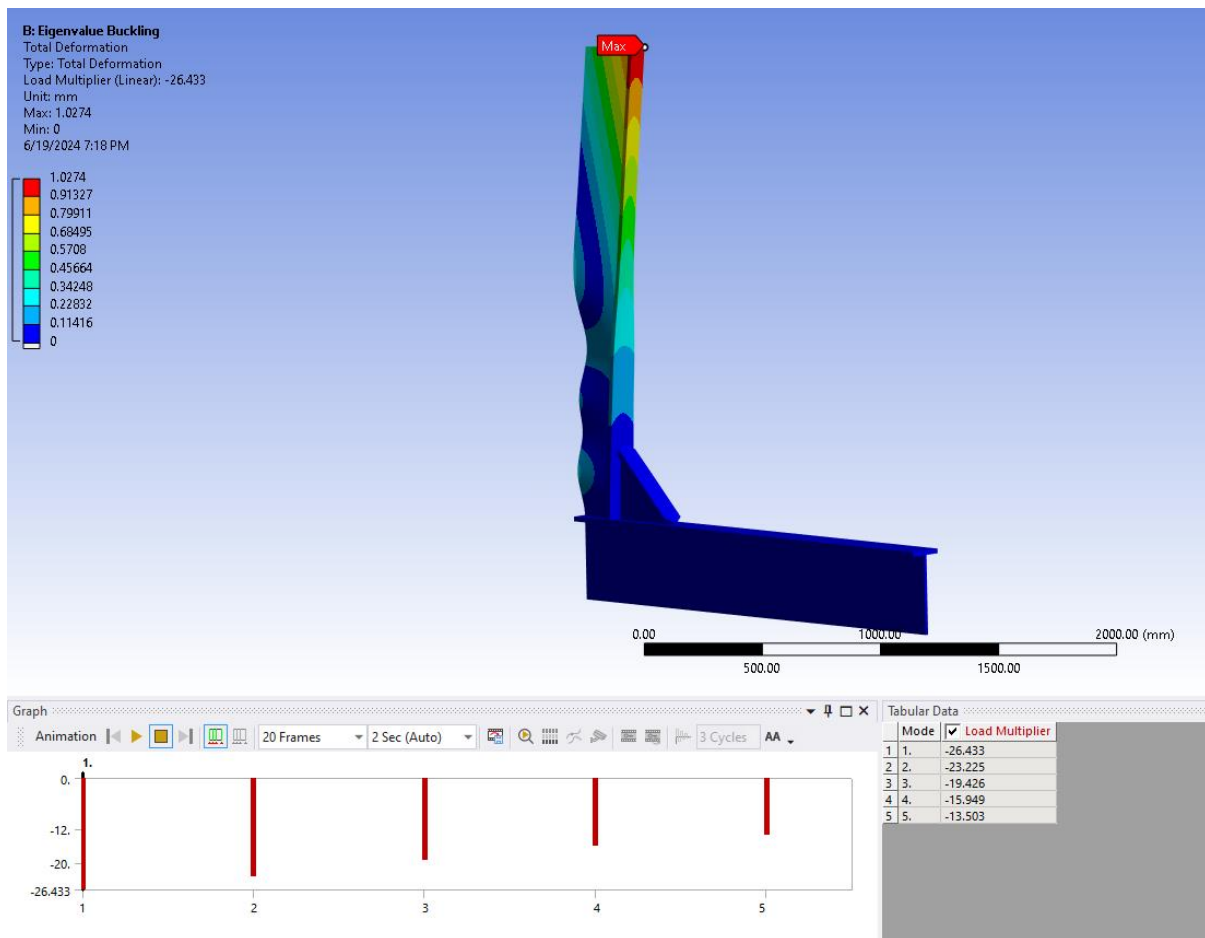 B: Eigenvalue Buckling
Total Deformation
Type: Total Deformation
Load Multiplier (Linear): -26.433
Unit: mm
Max: 1.0274
Min: 0
6/19/2024 7:18 PM
1.0274
0.91327
0.79911
0.68495
0.5708
0.45664
0.34248
0.22832
0.11416
0
Max
0.00 1000.00 2000.00 (mm)
500.00 1500.00
Graph
Animation 20 Frames 2 Sec (Auto) 3 Cycles AA
1.
0.
-12.
-20.
-26.433
1 2 3 4 5
Tabular Data
Mode Load Multiplier
1 1. -26.433
2 2. -23.225
3 3. -19.426
4 4. -15.949
5 5. -13.503